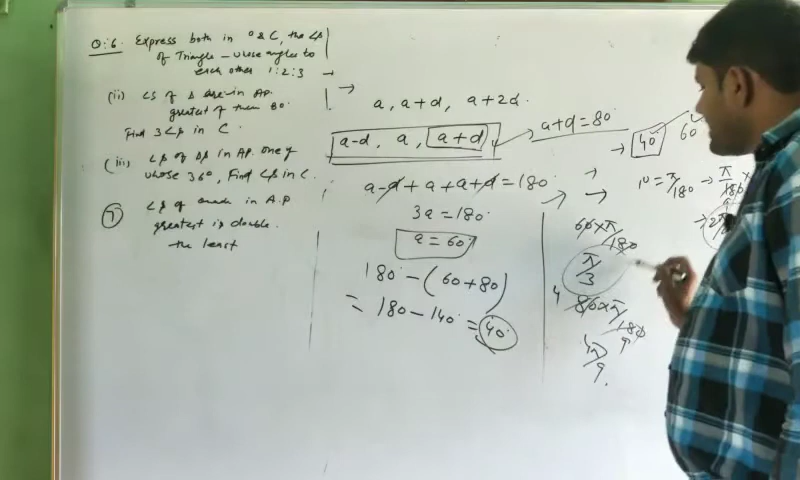 Q:6. Express both in ° & C, the ∠s
of Triangle - whose angles to
each other 1:2:3 →
(ii) ∠s of Δ are in AP.
greatest of them 80°
Find 3 ∠s in C.
(iii) ∠s of Δ in AP. one of
whose 36°, Find ∠s in C.
(7) ∠s of in A.P
greatest is double
the least
→
a, a+d, a+2d.
a-d, a, a+d
→ a+d = 80°
a-d + a + a+d = 180°
3a = 180°
a = 60°
180° - (60+80)
= 180 - 140° = 40°
→ 40° 60°
1° = π/180 → π/180 ×
→ 2π/
60×π/180
π/3
4 80×π/180 9
4π/9.